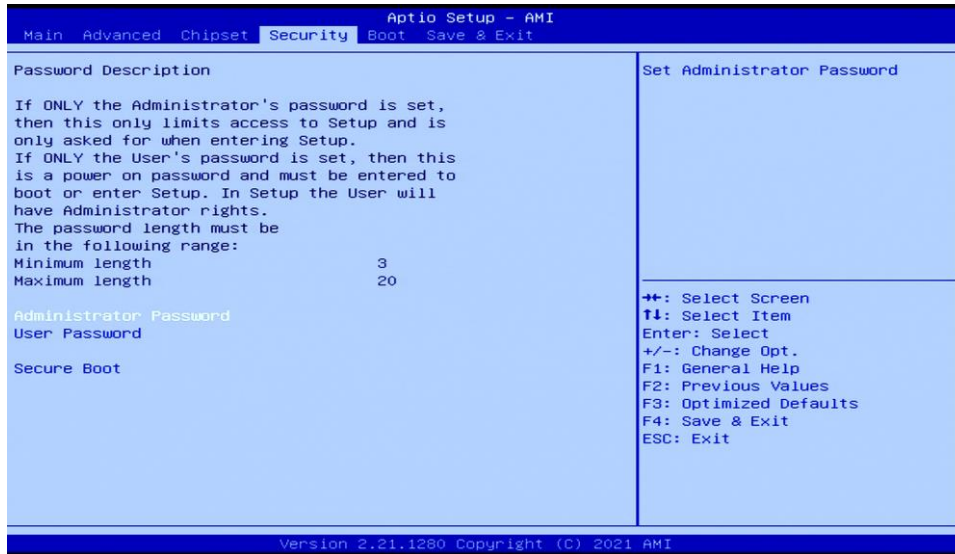 Aptio Setup – AMI
Main Advanced Chipset Security Boot Save & Exit
Password Description
If ONLY the Administrator's password is set,
then this only limits access to Setup and is
only asked for when entering Setup.
If ONLY the User's password is set, then this
is a power on password and must be entered to
boot or enter Setup. In Setup the User will
have Administrator rights.
The password length must be
in the following range:
Minimum length 3
Maximum length 20
Administrator Password
User Password
Secure Boot
Set Administrator Password
→←: Select Screen
↑↓: Select Item
Enter: Select
+/-: Change Opt.
F1: General Help
F2: Previous Values
F3: Optimized Defaults
F4: Save & Exit
ESC: Exit
Version 2.21.1280 Copyright (C) 2021 AMI